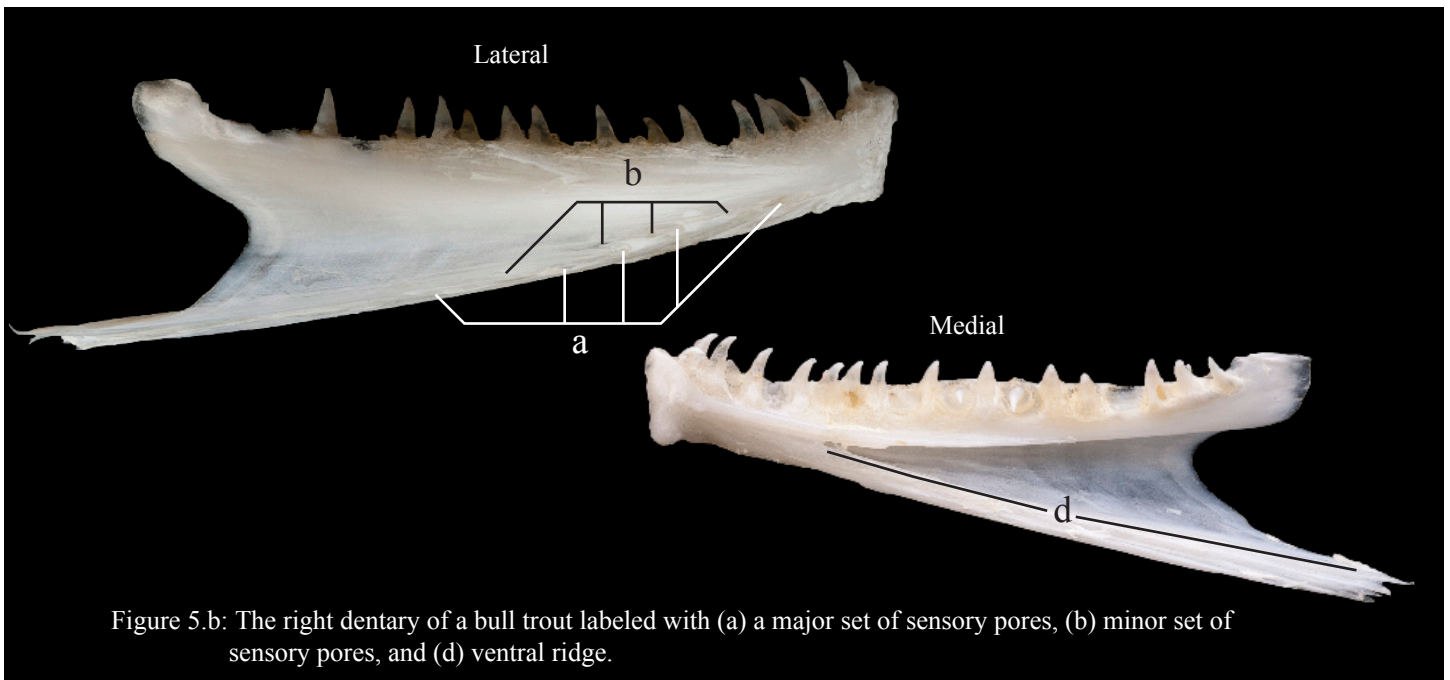 Lateral
b
a
Medial
d
Figure 5.b: The right dentary of a bull trout labeled with (a) a major set of sensory pores, (b) minor set of
sensory pores, and (d) ventral ridge.